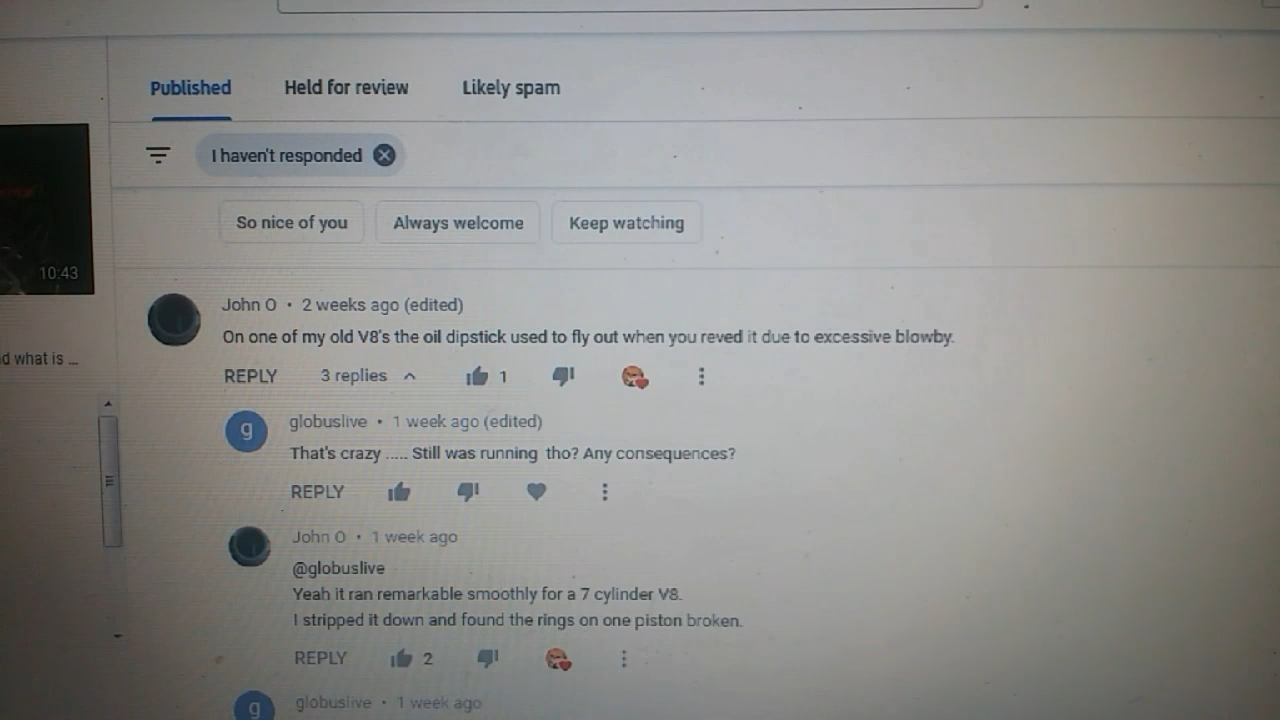 Published Held for review Likely spam
I haven't responded
So nice of you Always welcome Keep watching
10:43
John O • 2 weeks ago (edited)
On one of my old V8's the oil dipstick used to fly out when you reved it due to excessive blowby.
d what is ...
REPLY 3 replies 1
g globuslive • 1 week ago (edited)
That's crazy ..... Still was running tho? Any consequences?
REPLY
John O • 1 week ago
@globuslive
Yeah it ran remarkable smoothly for a 7 cylinder V8.
I stripped it down and found the rings on one piston broken.
REPLY 2
g globuslive • 1 week ago